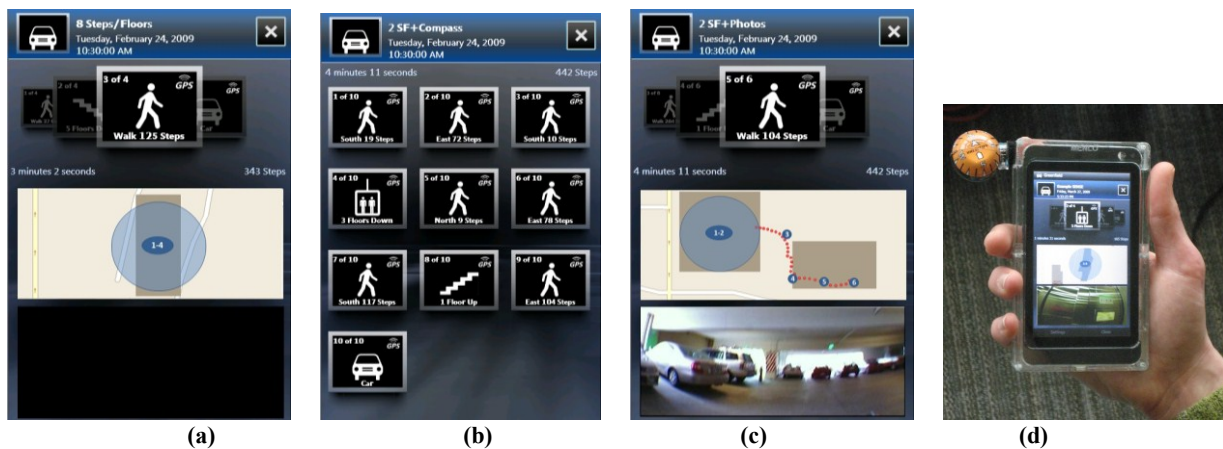 8 Steps/Floors
Tuesday, February 24, 2009
10:30:00 AM
2 of 4
3 of 4
GPS
GPS
Walk 125 Steps
Car
3 minutes 2 seconds
343 Steps
1-4
(a)
2 SF+Compass
Tuesday, February 24, 2009
10:30:00 AM
4 minutes 11 seconds
442 Steps
1 of 10
GPS
South 19 Steps
2 of 10
GPS
East 72 Steps
3 of 10
GPS
South 10 Steps
4 of 10
GPS
3 Floors Down
5 of 10
GPS
North 9 Steps
6 of 10
GPS
East 78 Steps
7 of 10
GPS
South 117 Steps
8 of 10
GPS
1 Floor Up
9 of 10
GPS
East 104 Steps
10 of 10
GPS
Car
(b)
2 SF+Photos
Tuesday, February 24, 2009
10:30:00 AM
4 of 6
5 of 6
GPS
GPS
Walk 104 Steps
Car
4 minutes 11 seconds
442 Steps
1-2
3
4
5
6
(c)
(d)